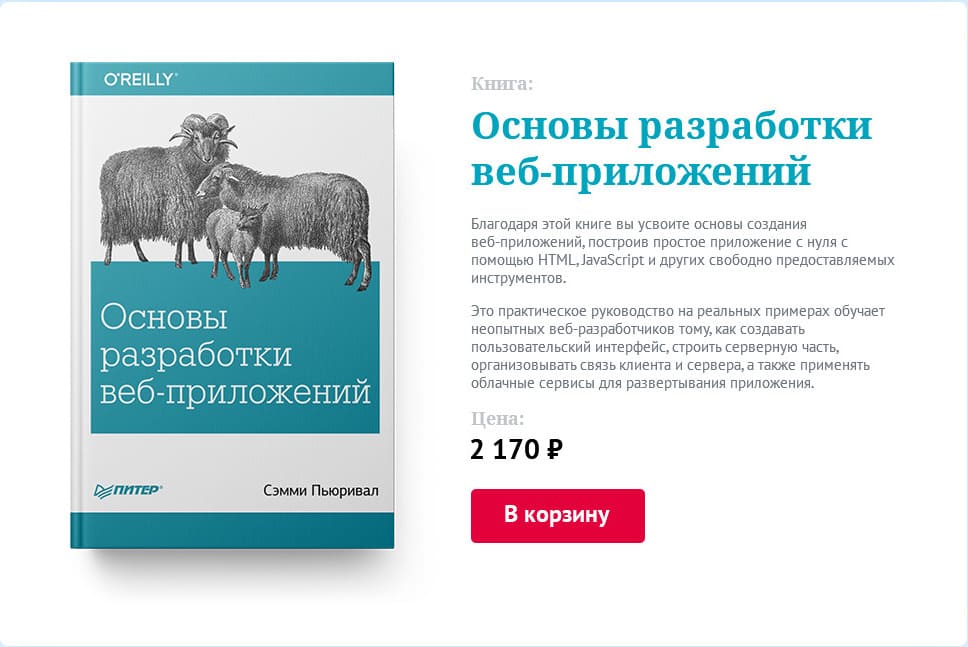 O'REILLY®
Основы
разработки
веб-приложений
ПИТЕР®
Сэмми Пьюривал
Книга:
Основы разработки
веб-приложений
Благодаря этой книге вы усвоите основы создания
веб-приложений, построив простое приложение с нуля с
помощью HTML, JavaScript и других свободно предоставляемых
инструментов.
Это практическое руководство на реальных примерах обучает
неопытных веб-разработчиков тому, как создавать
пользовательский интерфейс, строить серверную часть,
организовывать связь клиента и сервера, а также применять
облачные сервисы для развертывания приложения.
Цена:
2 170 ₽
В корзину